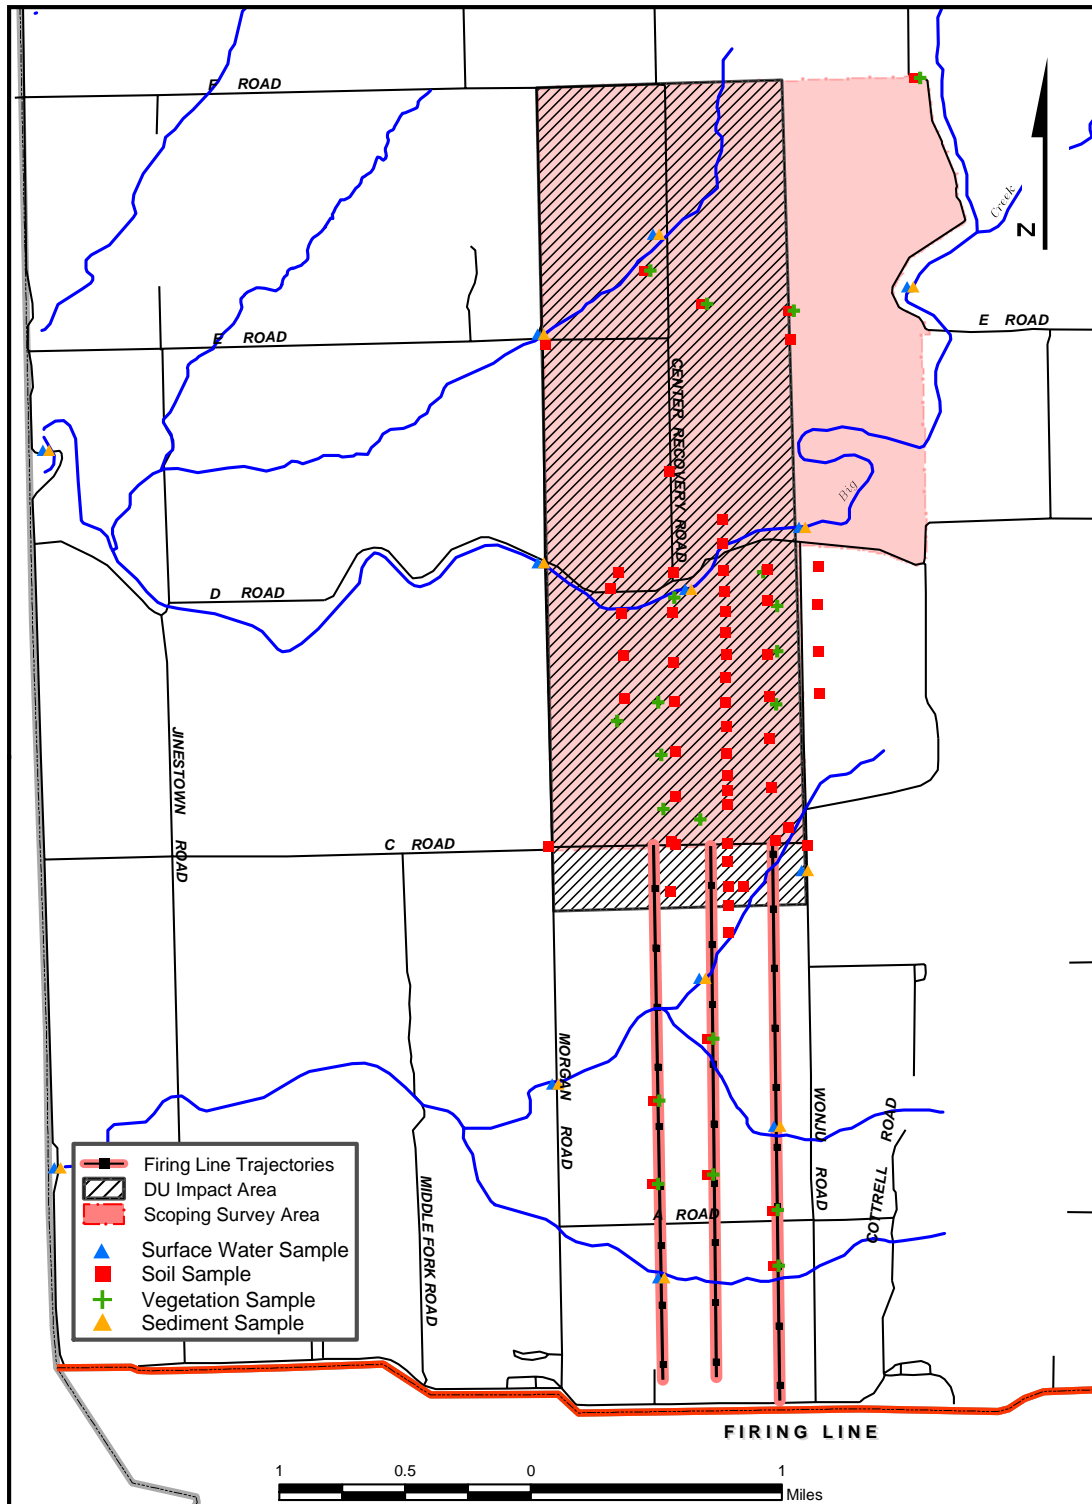 F ROAD
Creek
N
E ROAD
E ROAD
CENTER RECOVERY ROAD
Big
D ROAD
JINESTOWN ROAD
C ROAD
MORGAN ROAD
WONJU ROAD
COTTRELL ROAD
MIDDLE FORK ROAD
A ROAD
Firing Line Trajectories
DU Impact Area
Scoping Survey Area
Surface Water Sample
Soil Sample
Vegetation Sample
Sediment Sample
FIRING LINE
1 0.5 0 1
Miles